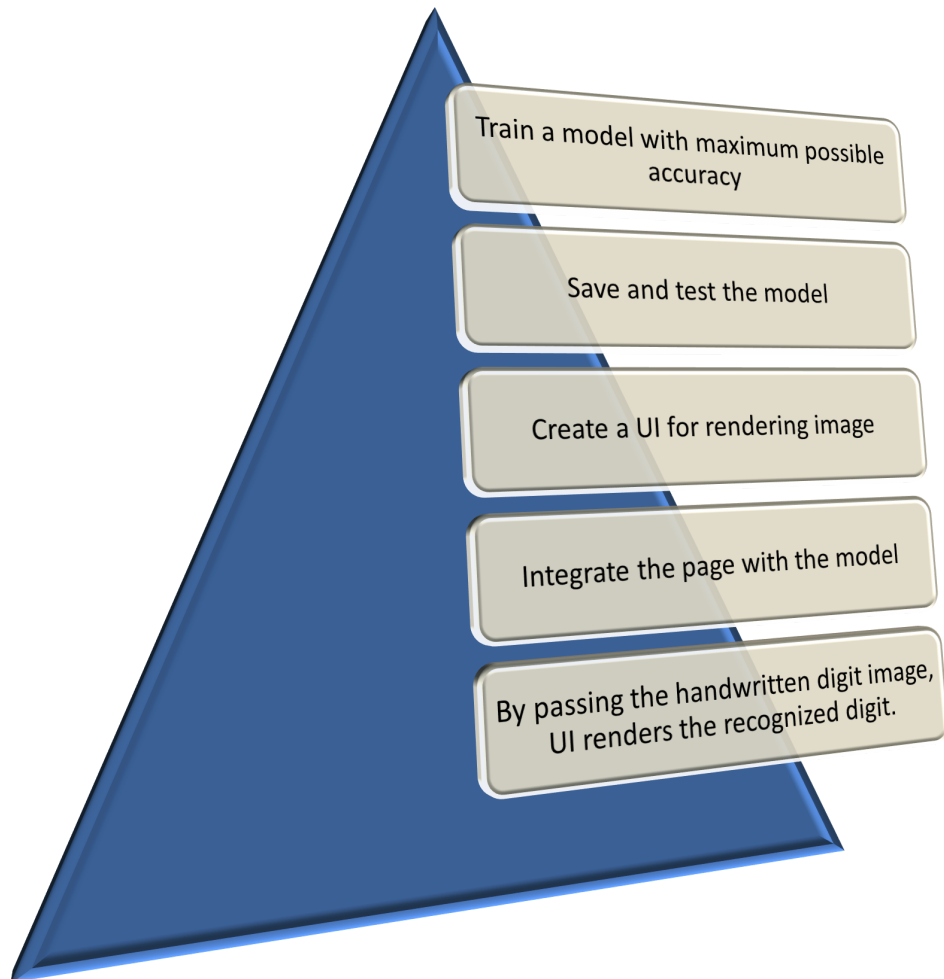 Train a model with maximum possible
accuracy
Save and test the model
Create a UI for rendering image
Integrate the page with the model
By passing the handwritten digit image,
UI renders the recognized digit.